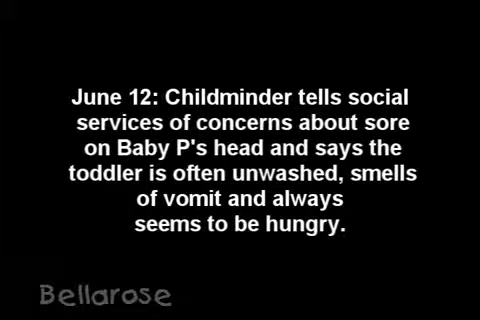 June 12: Childminder tells social
services of concerns about sore
on Baby P's head and says the
toddler is often unwashed, smells
of vomit and always
seems to be hungry.
Bellarose